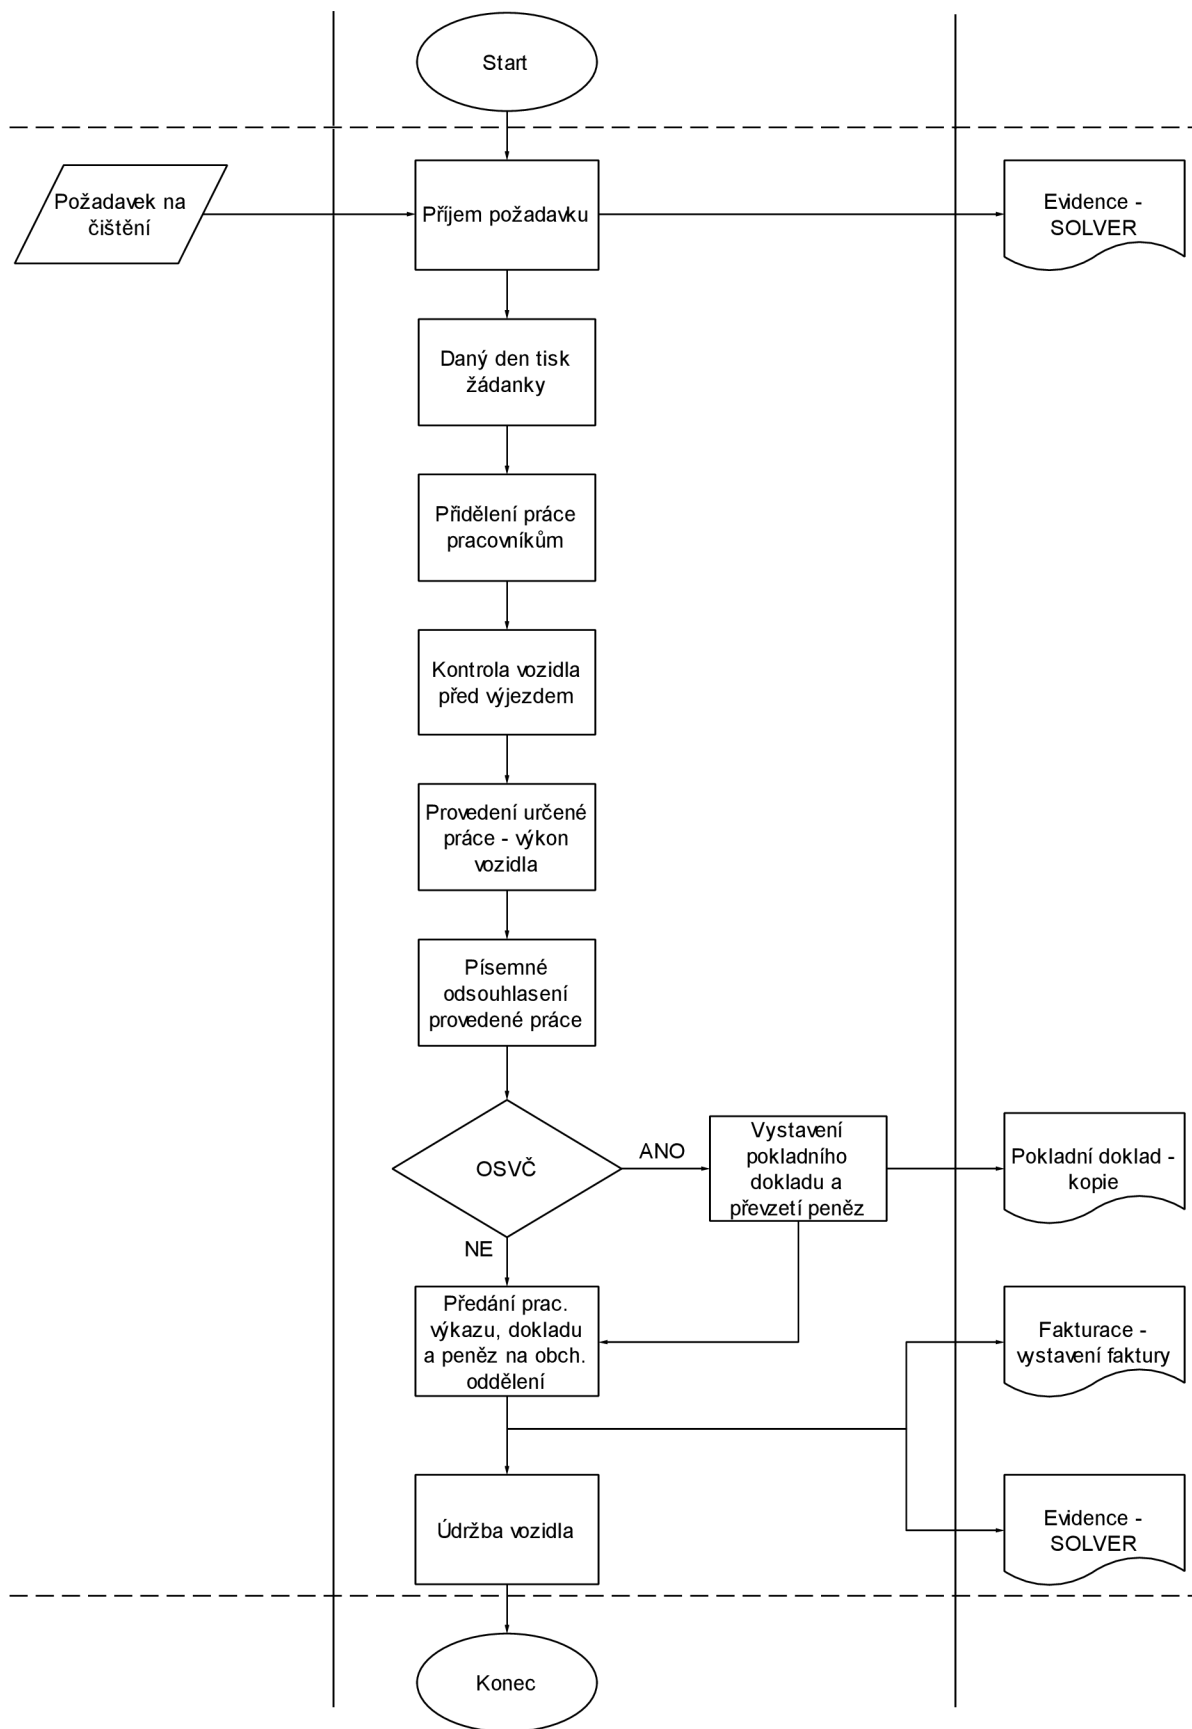 Start
Požadavek na
čištění
Příjem požadavku
Evidence -
SOLVER
Daný den tisk
žádanky
Přidělení práce
pracovníkům
Kontrola vozidla
před výjezdem
Provedení určené
práce - výkon
vozidla
Písemné
odsouhlasení
provedené práce
OSVČ
ANO
Vystavení
pokladního
dokladu a
převzetí peněz
Pokladní doklad -
kopie
NE
Předání prac.
výkazu, dokladu
a peněz na obch.
oddělení
Fakturace -
vystavení faktury
Údržba vozidla
Evidence -
SOLVER
Konec